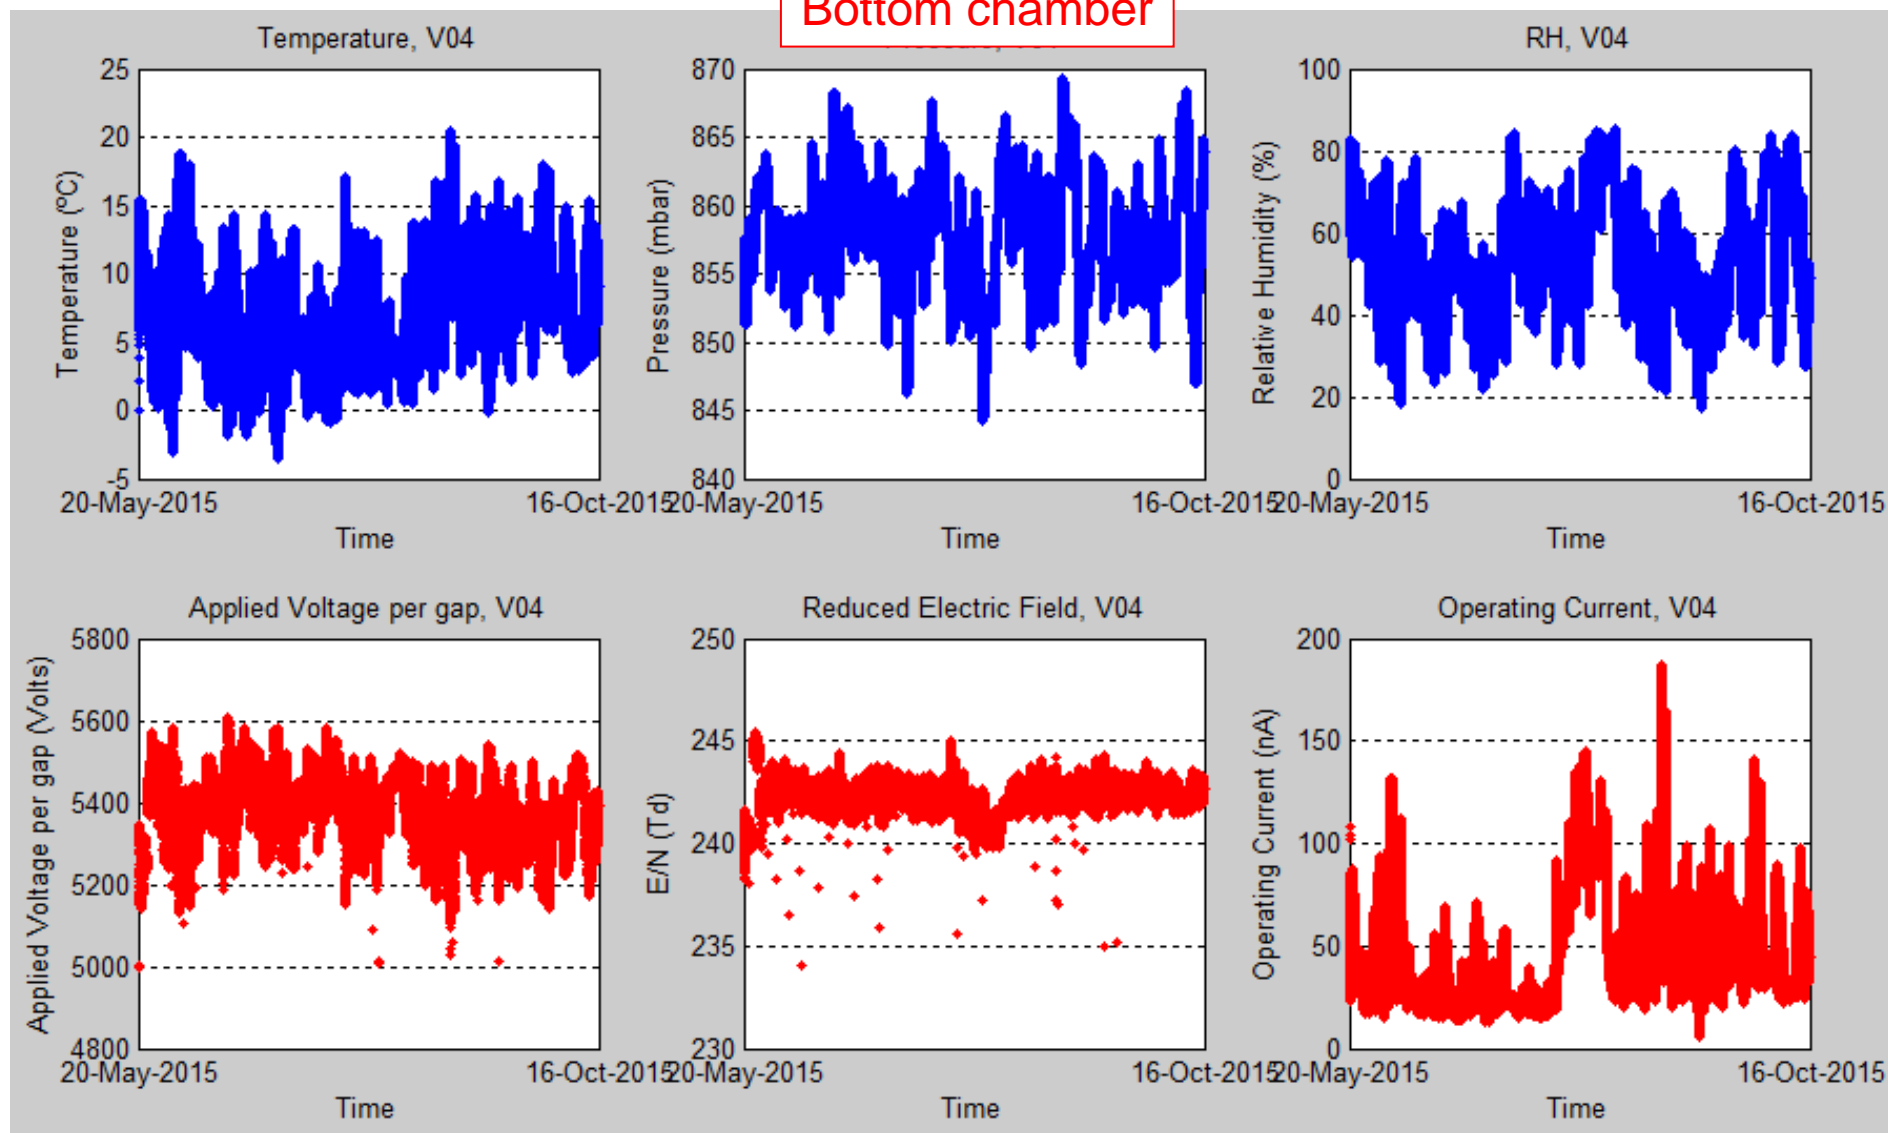 Bottom chamber
Temperature, V04
RH, V04
25
20
15
10
5
0
-5
Temperature (ºC)
20-May-2015
16-Oct-2015
Time
870
865
860
855
850
845
840
Pressure (mbar)
20-May-2015
16-Oct-2015
Time
100
80
60
40
20
0
Relative Humidity (%)
20-May-2015
16-Oct-2015
Time
Applied Voltage per gap, V04
5800
5600
5400
5200
5000
4800
Applied Voltage per gap (Volts)
20-May-2015
16-Oct-2015
Time
Reduced Electric Field, V04
250
245
240
235
230
E/N (Td)
20-May-2015
16-Oct-2015
Time
Operating Current, V04
200
150
100
50
0
Operating Current (nA)
20-May-2015
16-Oct-2015
Time